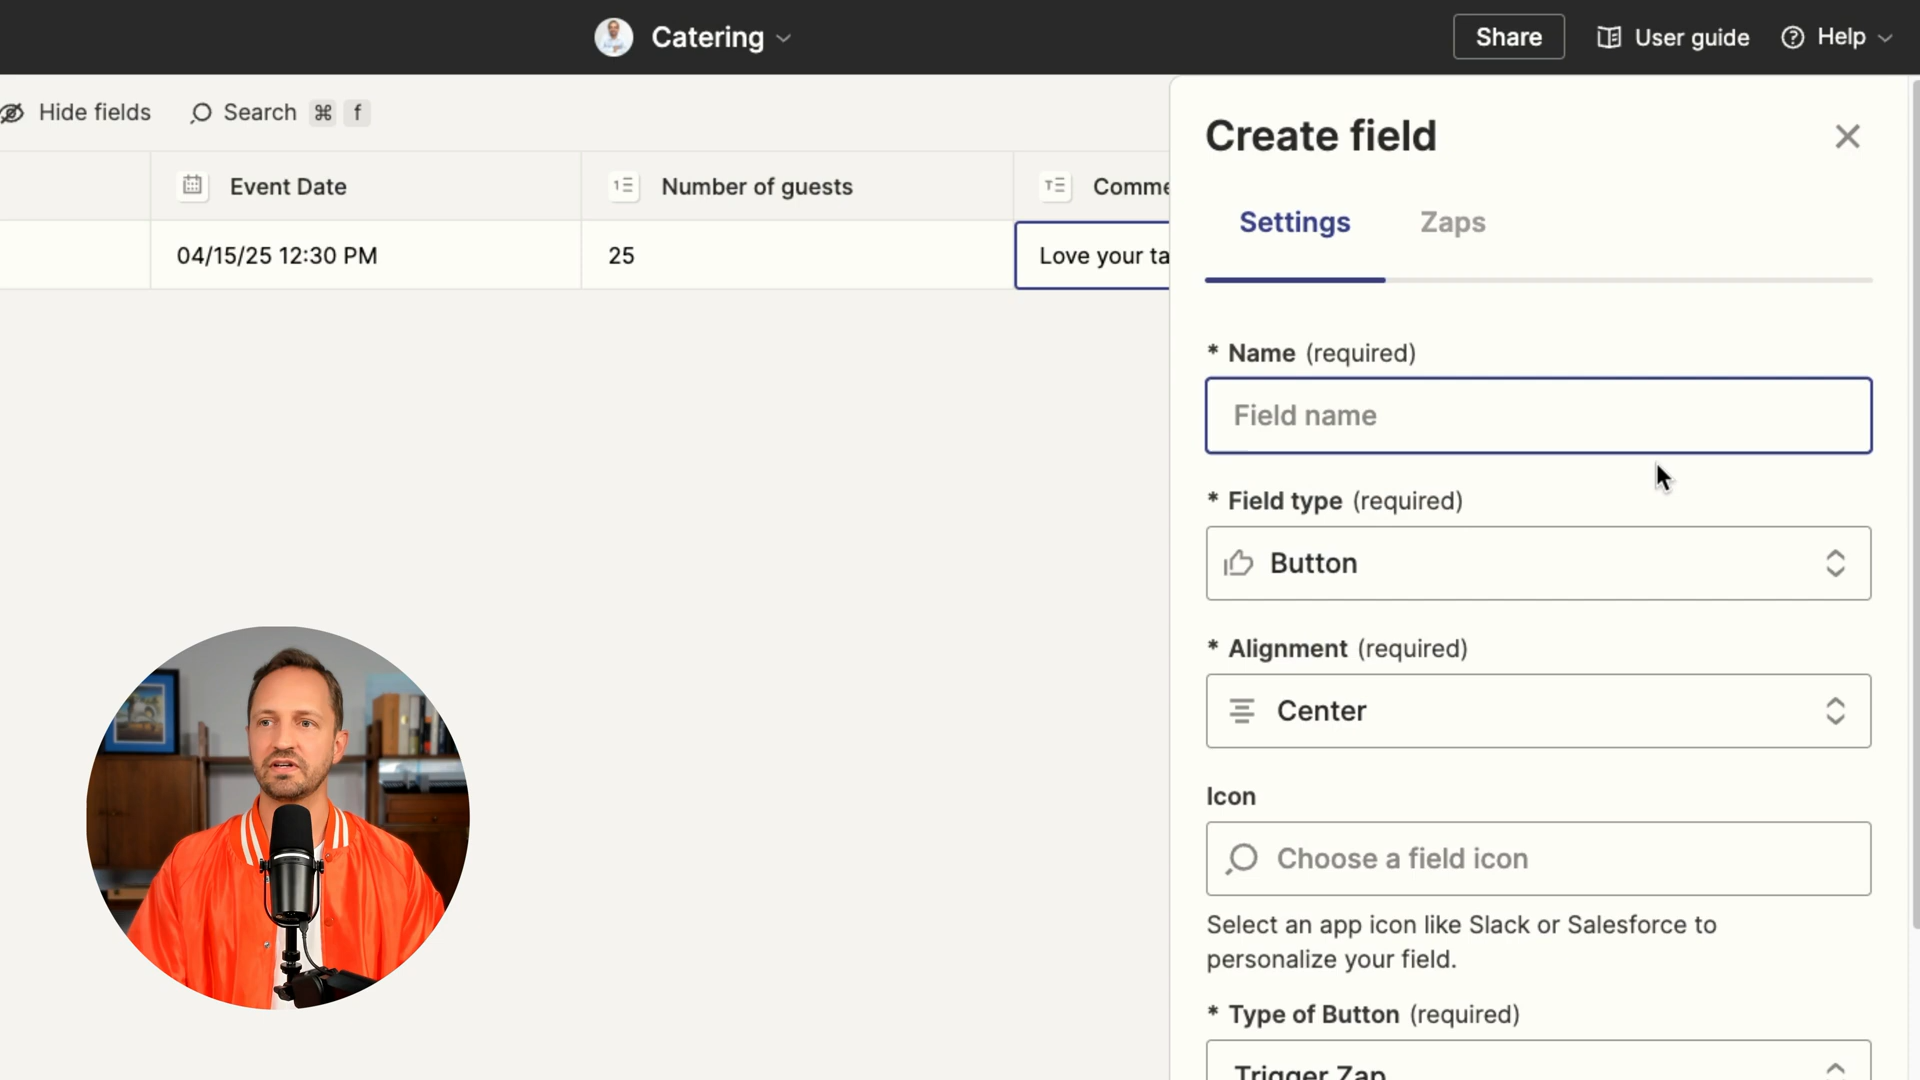 Catering
Share
User guide
Help
Hide fields
Search ⌘ f
Event Date
Number of guests
Comme
04/15/25 12:30 PM
25
Love your ta
Create field
Settings
Zaps
* Name (required)
Field name
* Field type (required)
Button
* Alignment (required)
Center
Icon
Choose a field icon
Select an app icon like Slack or Salesforce to
personalize your field.
* Type of Button (required)
Trigger Zap